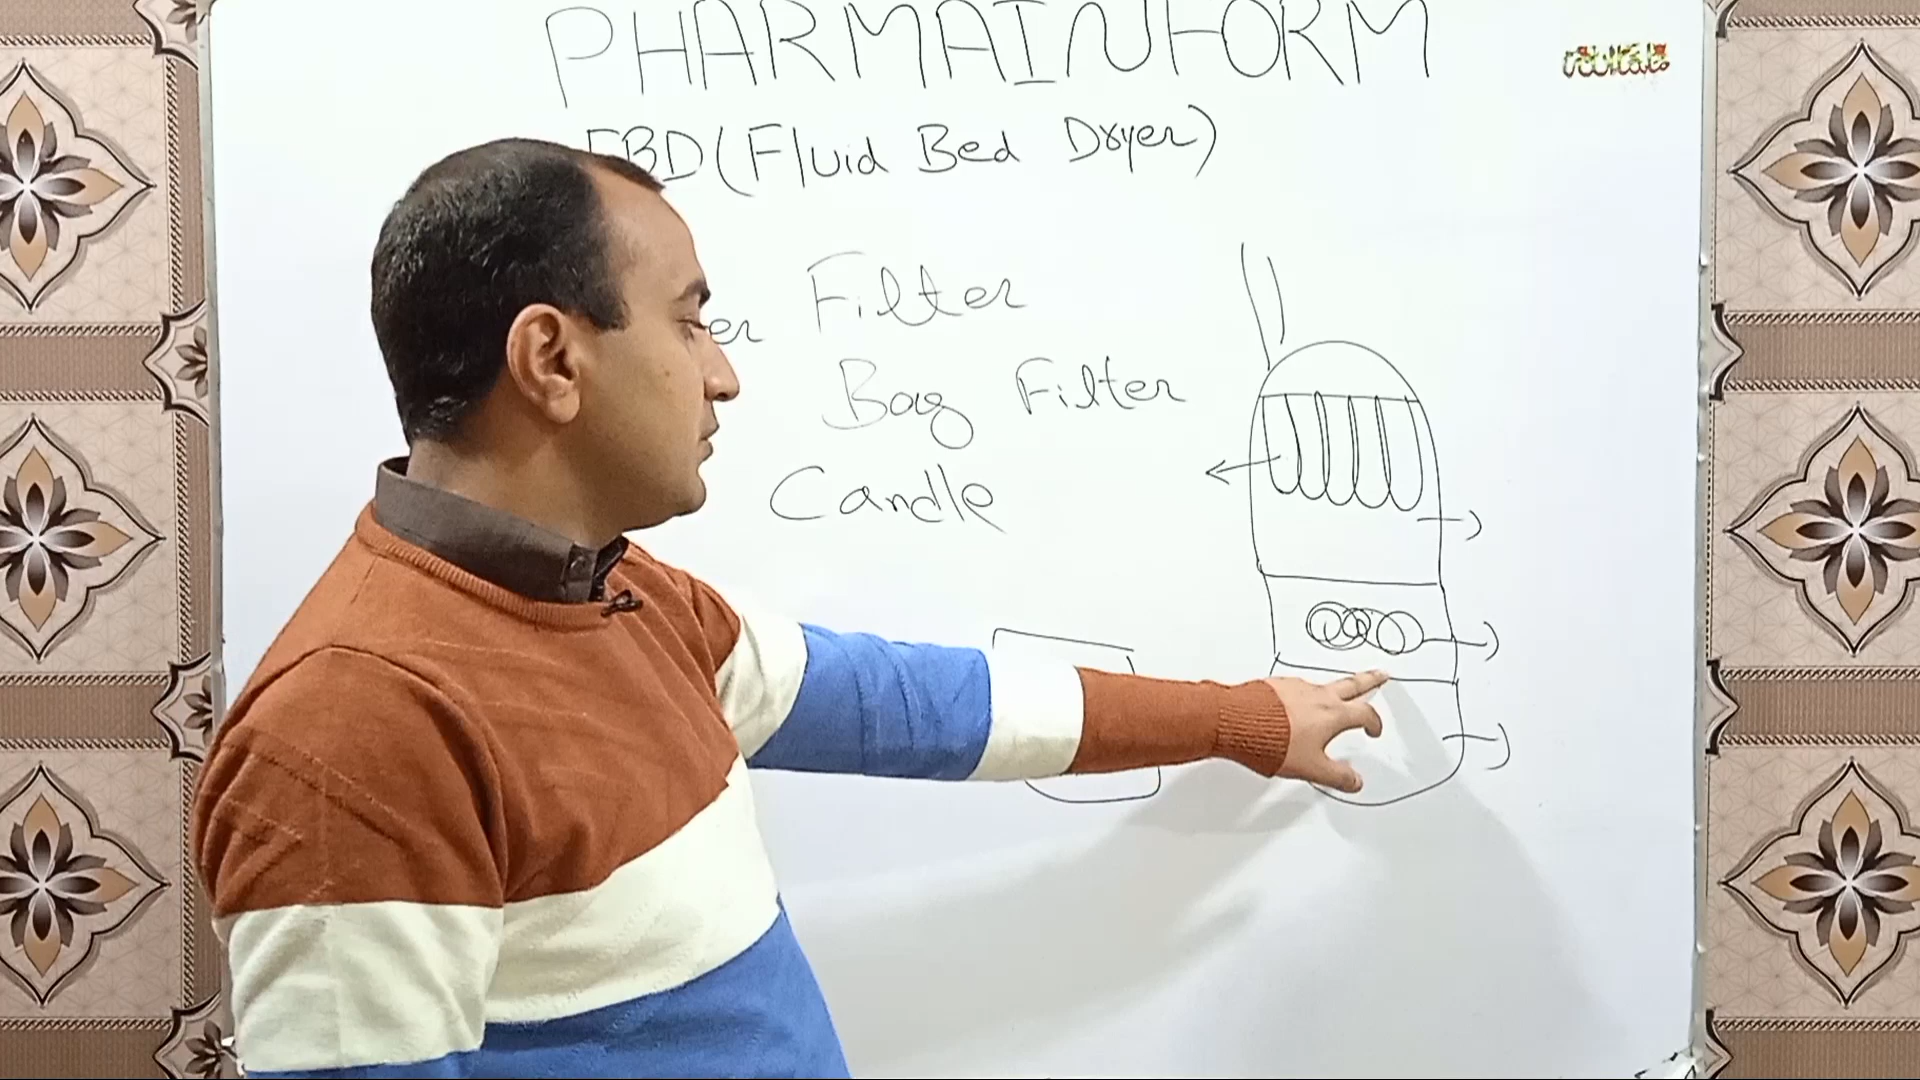 PHARMAINFORM
FBD (Fluid Bed Dryer)
Filter
Bag Filter
Candle